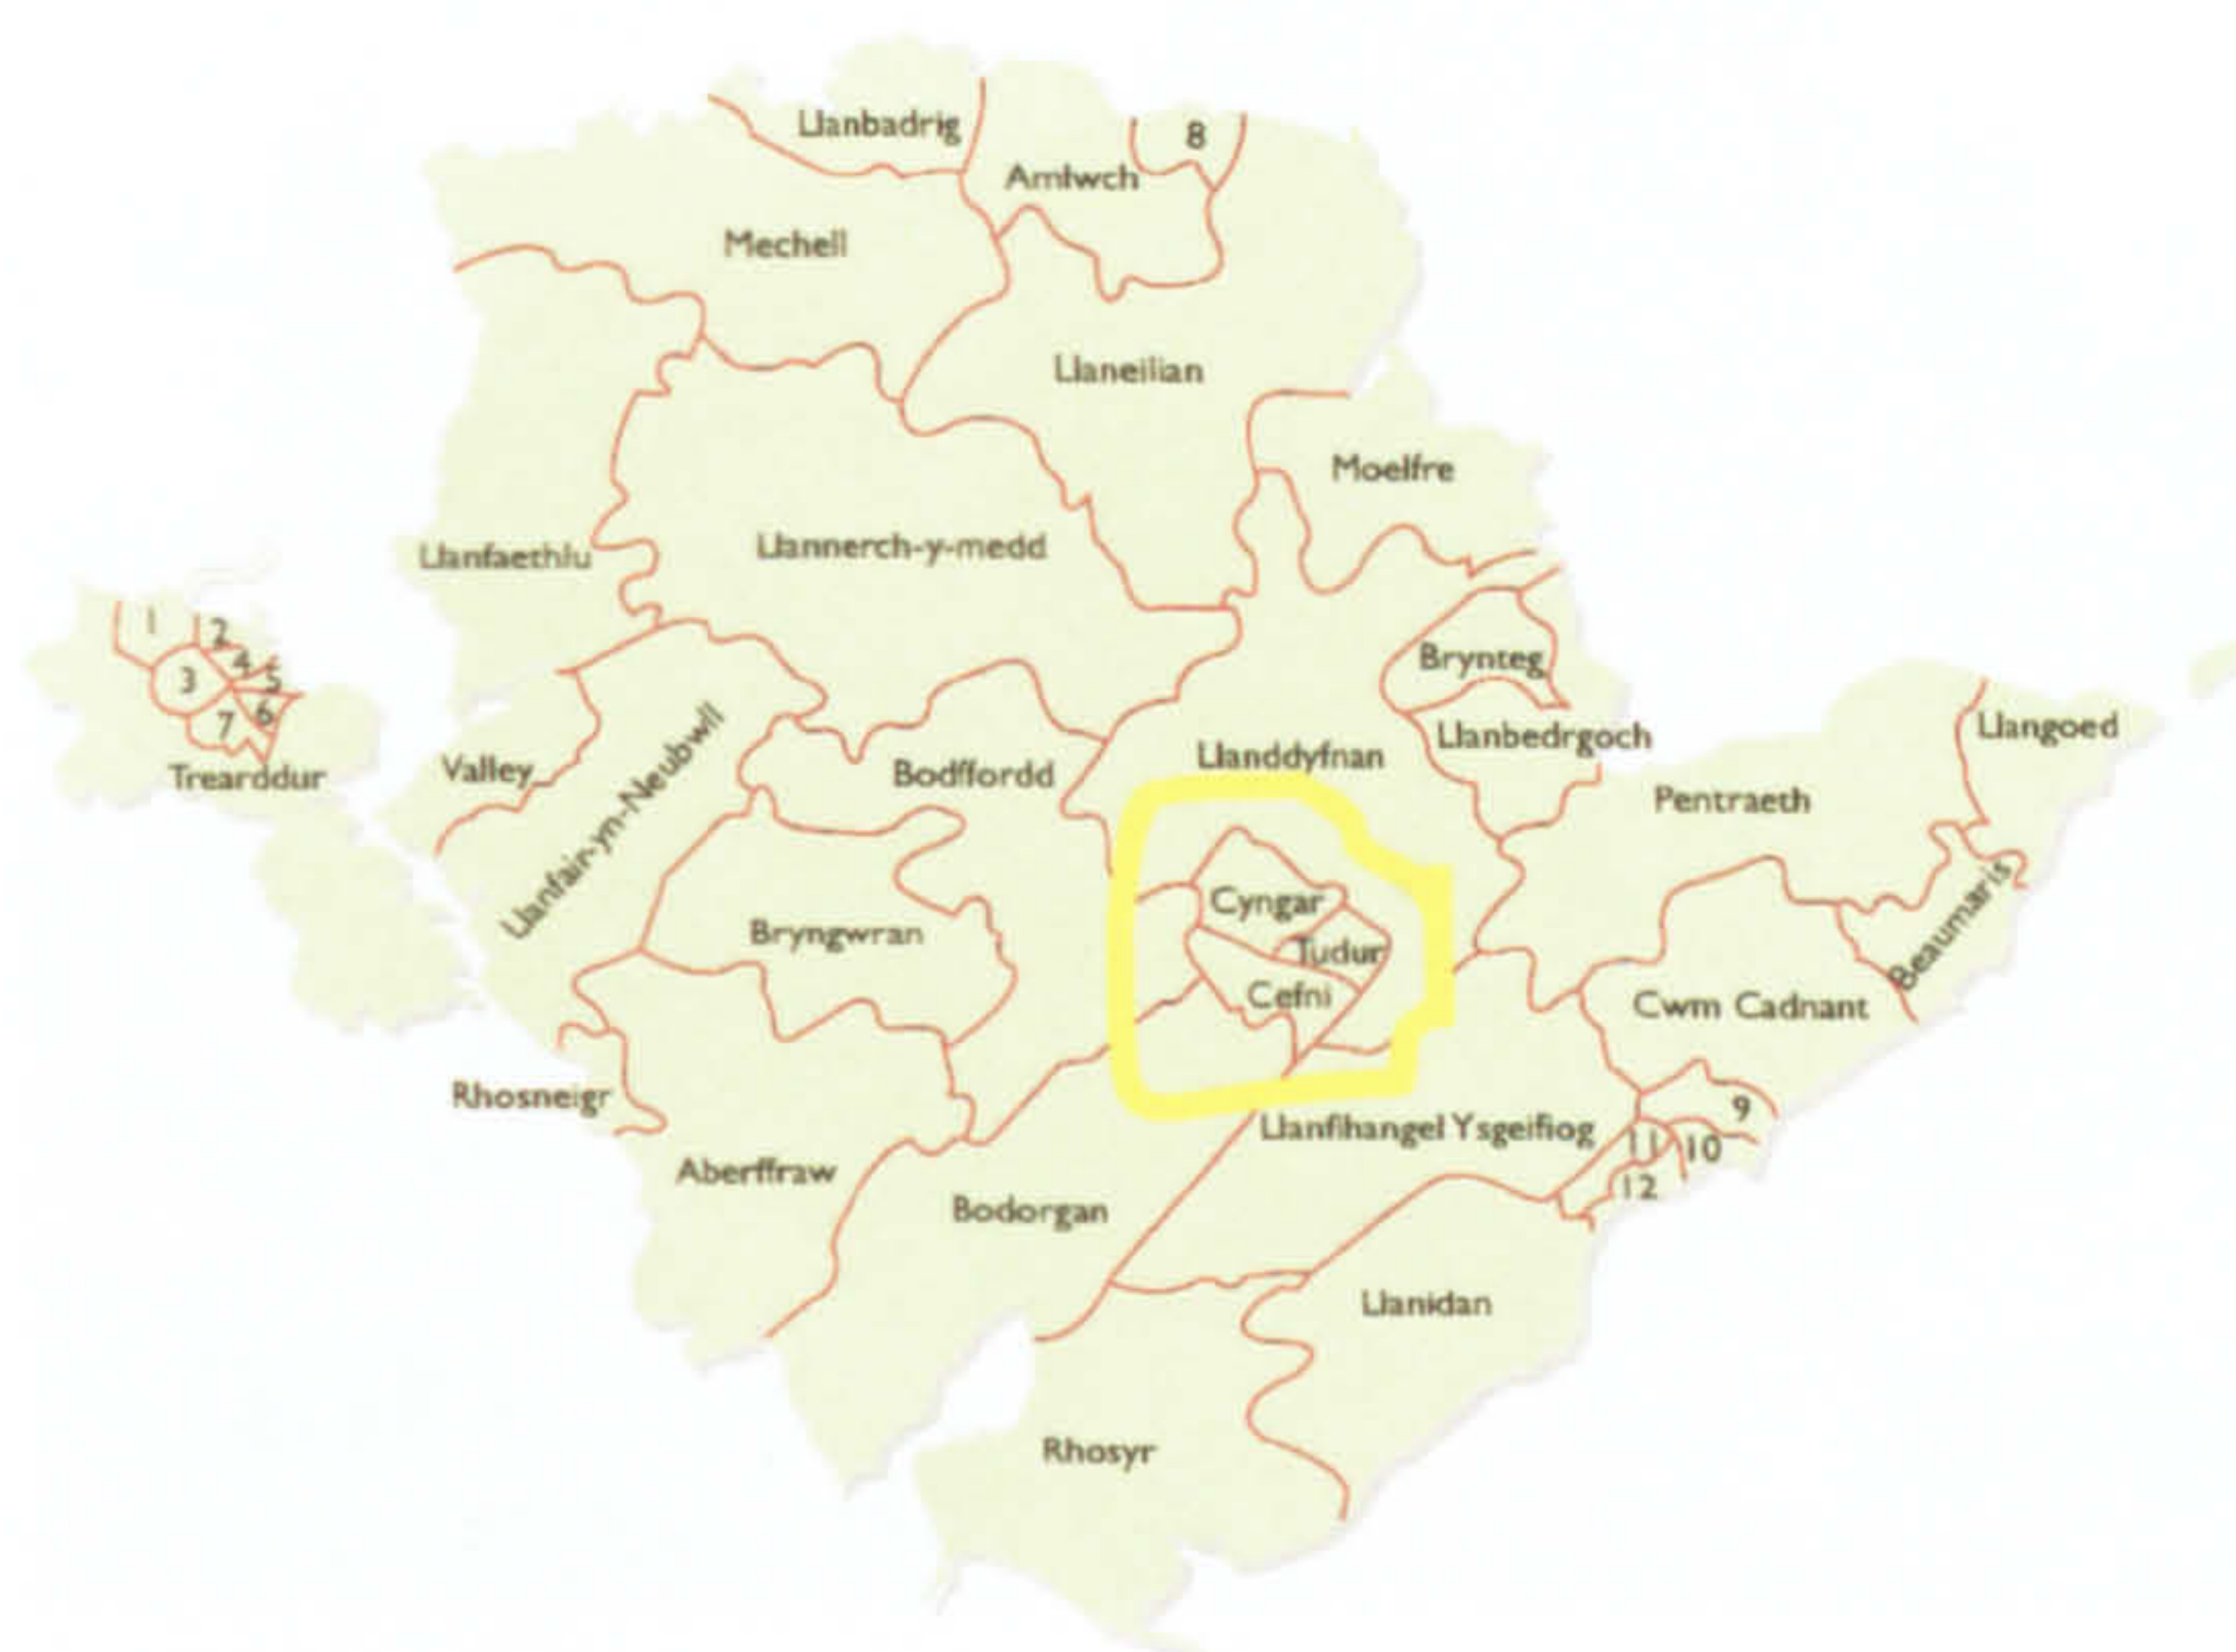 Llanbadrig
8
Amlwch
Mechell
Llaneilian
Moelfre
Llanfaethlu
Llannerch-y-medd
1
2
3
4
5
6
7
Trearddur
Brynteg
Llanbedrgoch
Llangoed
Valley
Llanfair-yn-Neubwll
Bodffordd
Llanddyfnan
Pentraeth
Beaumaris
Bryngwran
Cyngar
Tudur
Cefni
Cwm Cadnant
Rhosneigr
9
10
11
12
Llanfihangel Ysgeifiog
Aberffraw
Bodorgan
Llanidan
Rhosyr